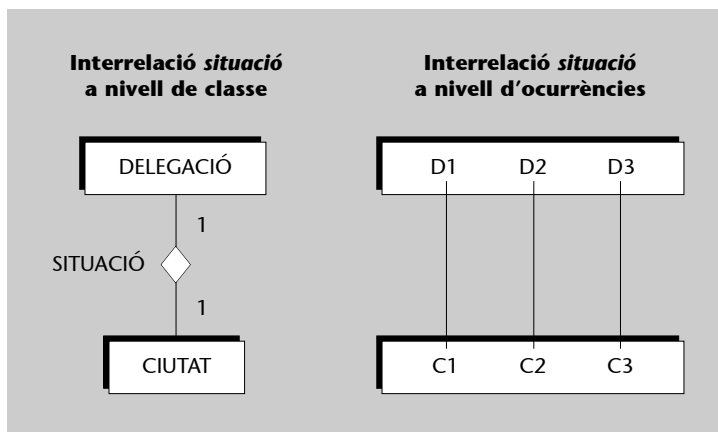 Interrelació situació
a nivell de classe
DELEGACIÓ
1
SITUACIÓ
1
CIUTAT
Interrelació situació
a nivell d'ocurrències
D1 D2 D3
C1 C2 C3